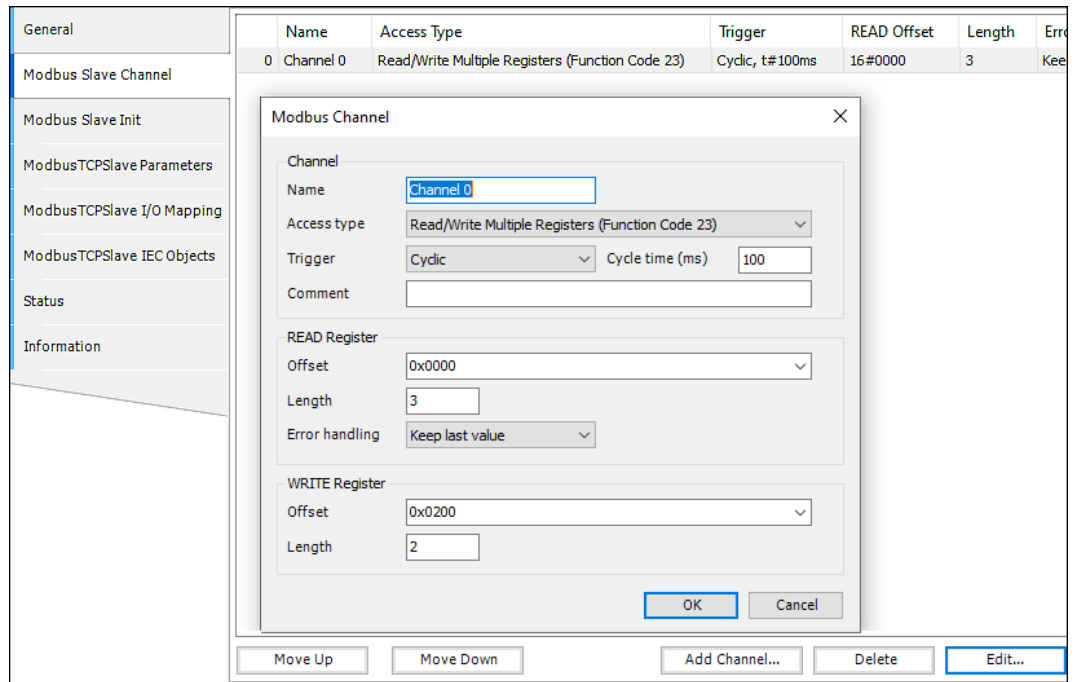 General
Modbus Slave Channel
Modbus Slave Init
ModbusTCPSlave Parameters
ModbusTCPSlave I/O Mapping
ModbusTCPSlave IEC Objects
Status
Information
Name Access Type Trigger READ Offset Length Erro
0 Channel 0 Read/Write Multiple Registers (Function Code 23) Cyclic, t#100ms 16#0000 3 Kee
Modbus Channel
Channel
Name Channel 0
Access type Read/Write Multiple Registers (Function Code 23)
Trigger Cyclic Cycle time (ms) 100
Comment
READ Register
Offset 0x0000
Length 3
Error handling Keep last value
WRITE Register
Offset 0x0200
Length 2
OK Cancel
Move Up Move Down Add Channel... Delete Edit...